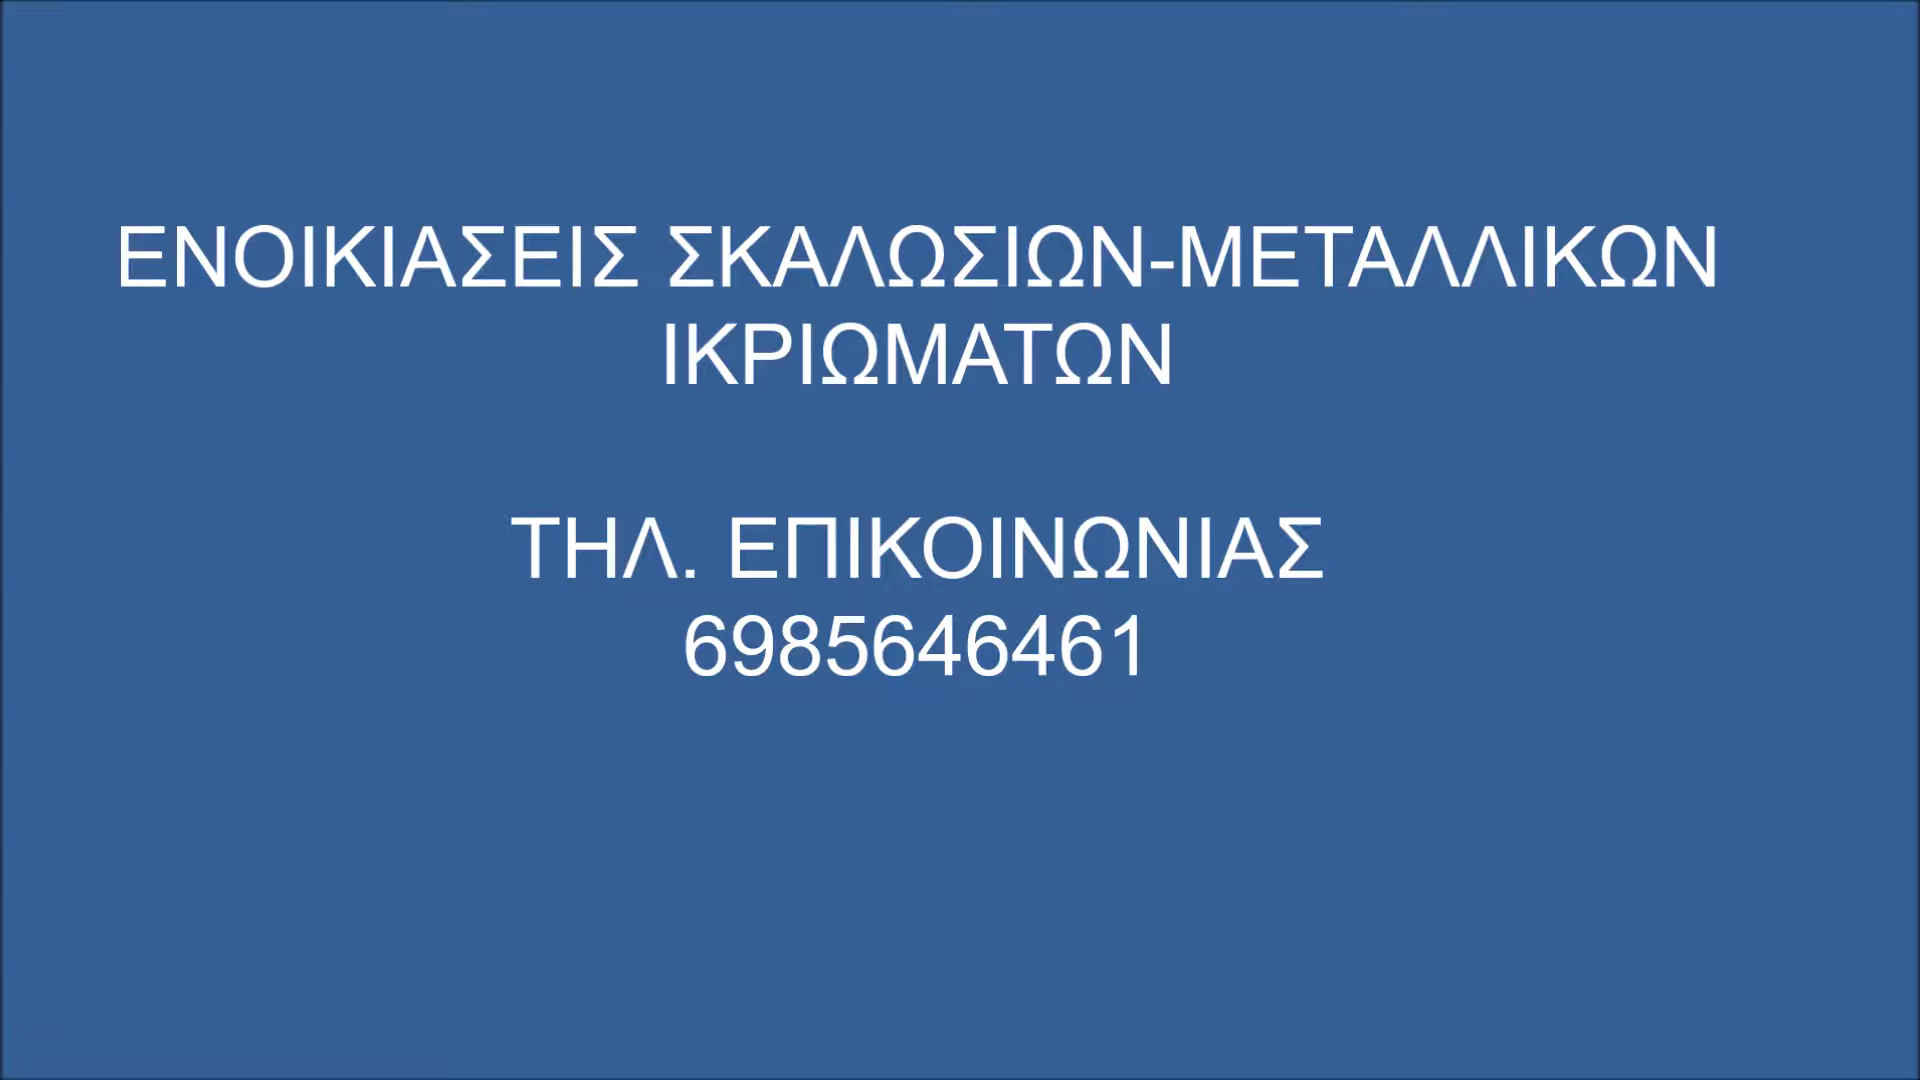 ΕΝΟΙΚΙΑΣΕΙΣ ΣΚΑΛΩΣΙΩΝ-ΜΕΤΑΛΛΙΚΩΝ
ΙΚΡΙΩΜΑΤΩΝ
ΤΗΛ. ΕΠΙΚΟΙΝΩΝΙΑΣ
6985646461